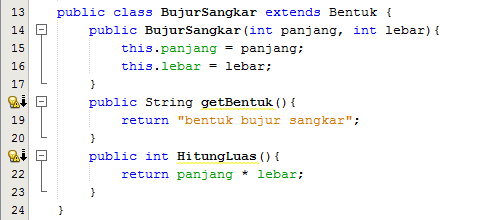 13 public class BujurSangkar extends Bentuk {
14 public BujurSangkar(int panjang, int lebar){
15 this.panjang = panjang;
16 this.lebar = lebar;
17 }
public String getBentuk(){
19 return "bentuk bujur sangkar";
20 }
public int HitungLuas(){
22 return panjang * lebar;
23 }
24 }